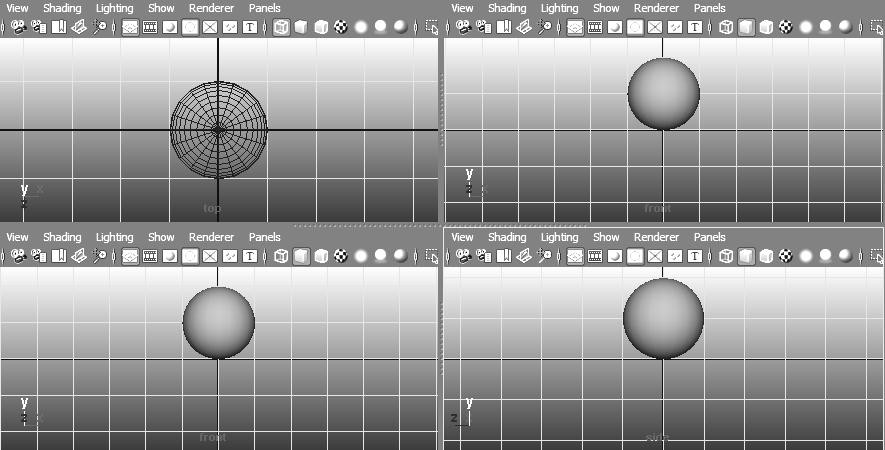 View Shading Lighting Show Renderer Panels
View Shading Lighting Show Renderer Panels
T
T
y x
z
top
y
z x
front
View Shading Lighting Show Renderer Panels
View Shading Lighting Show Renderer Panels
T
T
y
z x
front
y
z
side